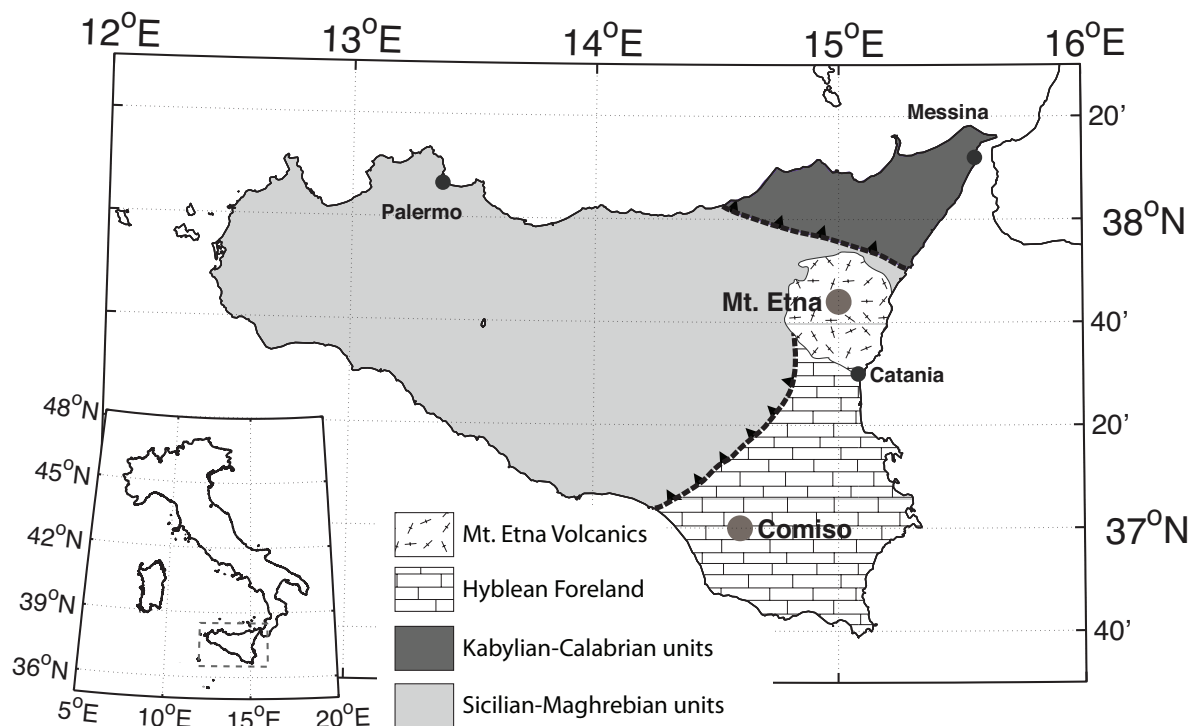 12°E 13°E 14°E 15°E 16°E
Messina
20’
Palermo
38°N
Mt. Etna
40’
Catania
48°N
20’
45°N
Comiso
37°N
Mt. Etna Volcanics
42°N
Hyblean Foreland
39°N
40’
Kabylian-Calabrian units
36°N
Sicilian-Maghrebian units
5°E 10°E 15°E 20°E